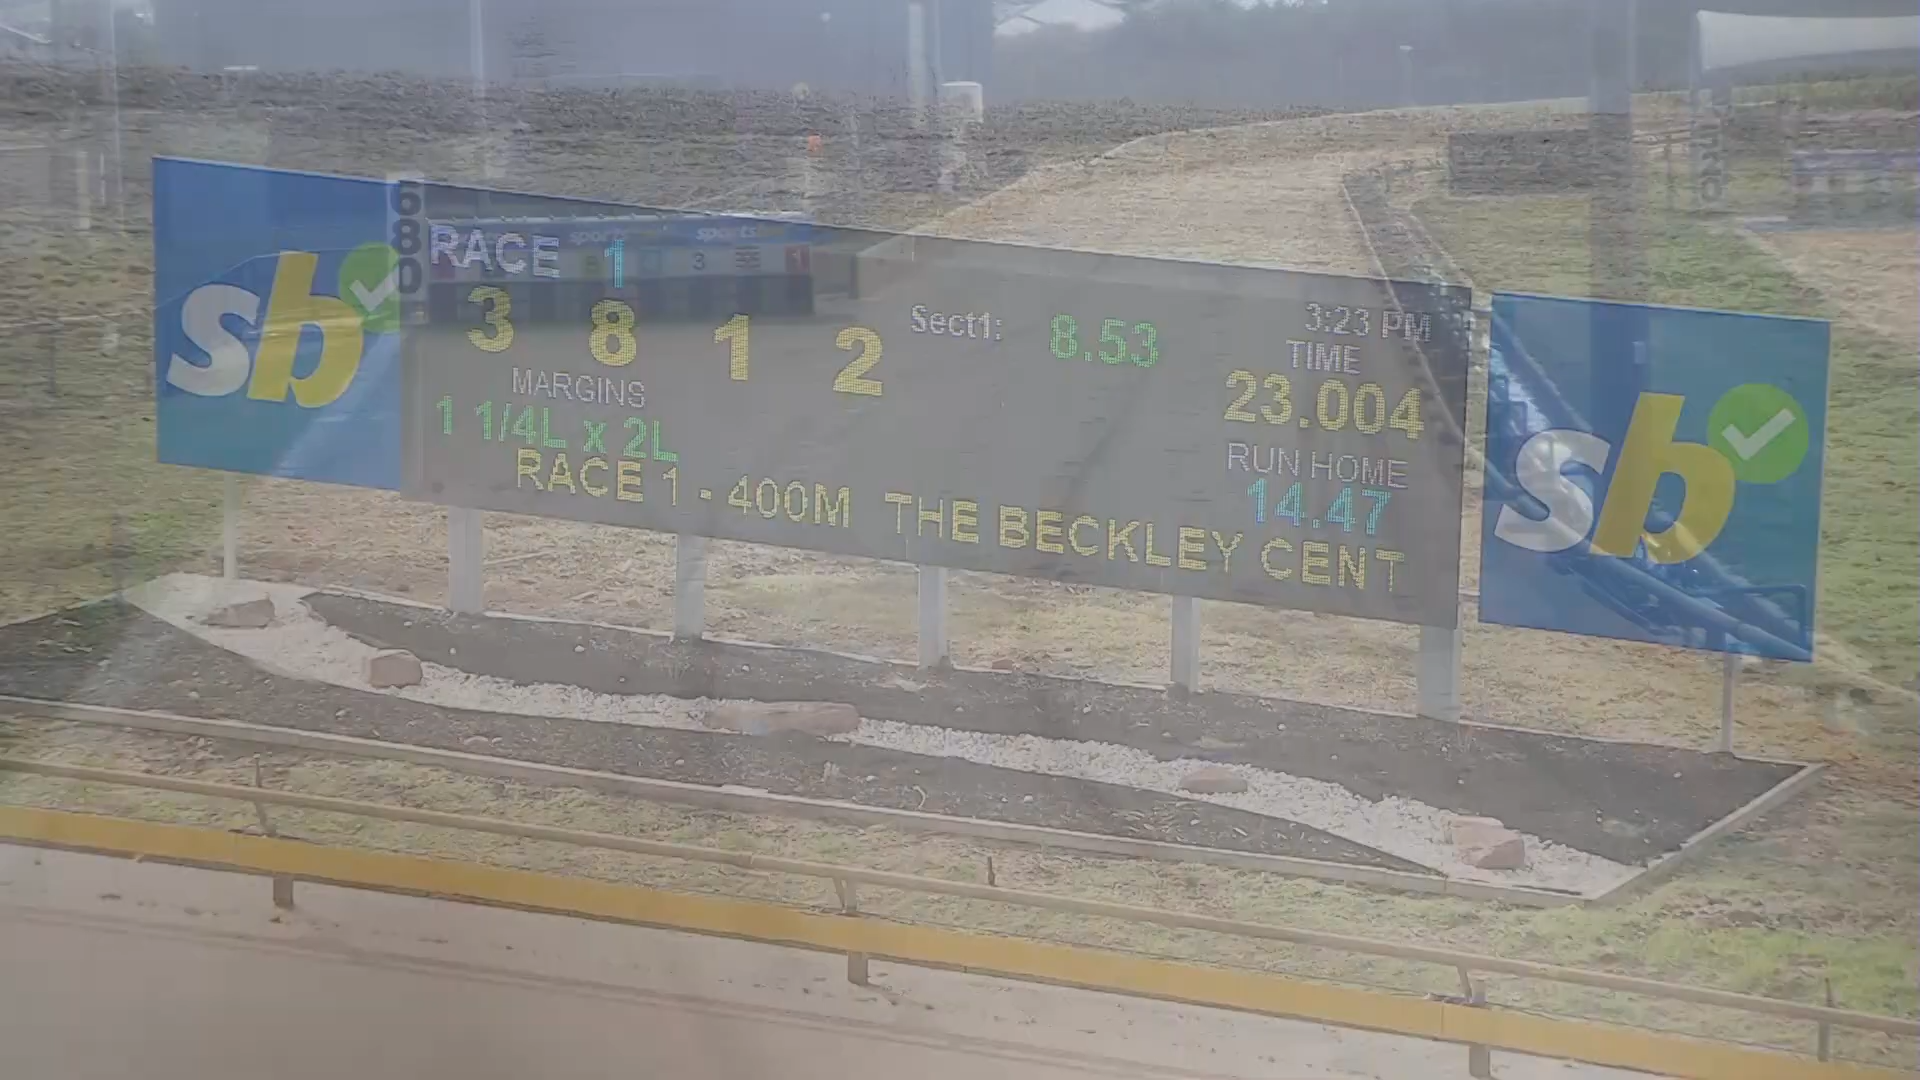 sb
680
RACE 1
3 8 1 2
Sect1: 8.53
3:23 PM
TIME
23.004
MARGINS
1 1/4L x 2L
RUN HOME
14.47
RACE 1 - 400M THE BECKLEY CENT
sb